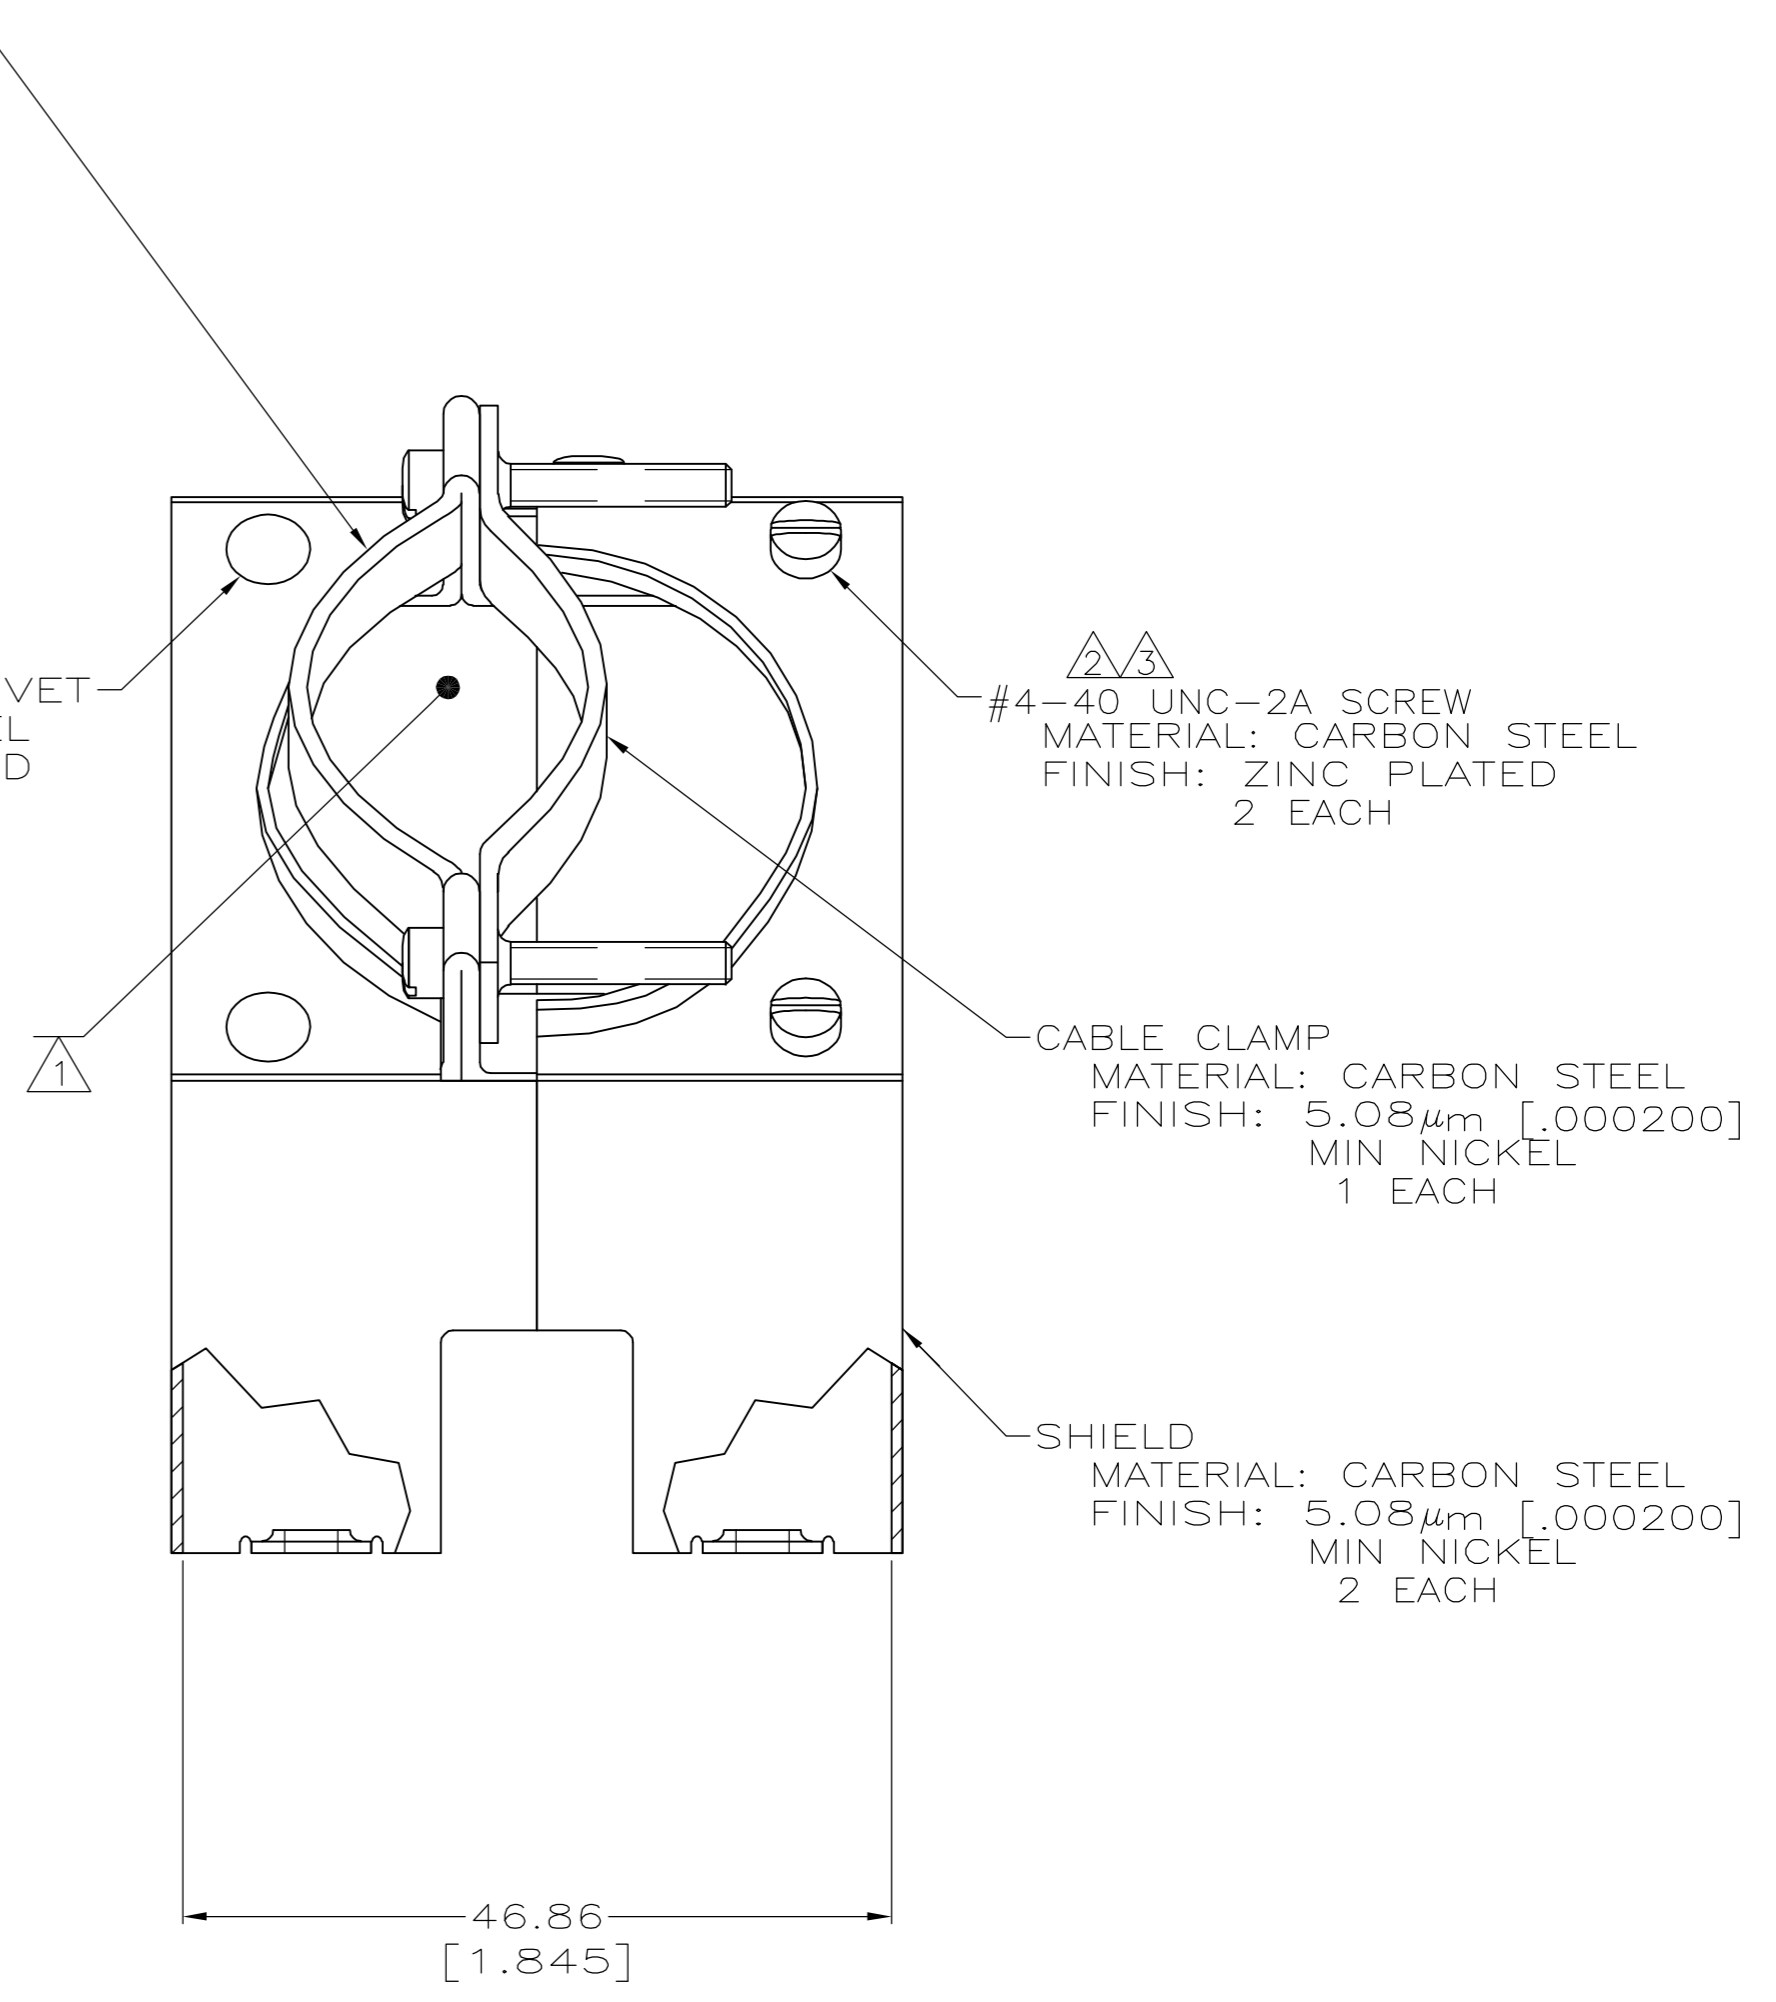 2 3
#4-40 UNC-2A SCREW
MATERIAL: CARBON STEEL
FINISH: ZINC PLATED
2 EACH
VET
EL
D
1
CABLE CLAMP
MATERIAL: CARBON STEEL
FINISH: 5.08μm [.000200]
MIN NICKEL
1 EACH
SHIELD
MATERIAL: CARBON STEEL
FINISH: 5.08μm [.000200]
MIN NICKEL
2 EACH
46.86
[1.845]